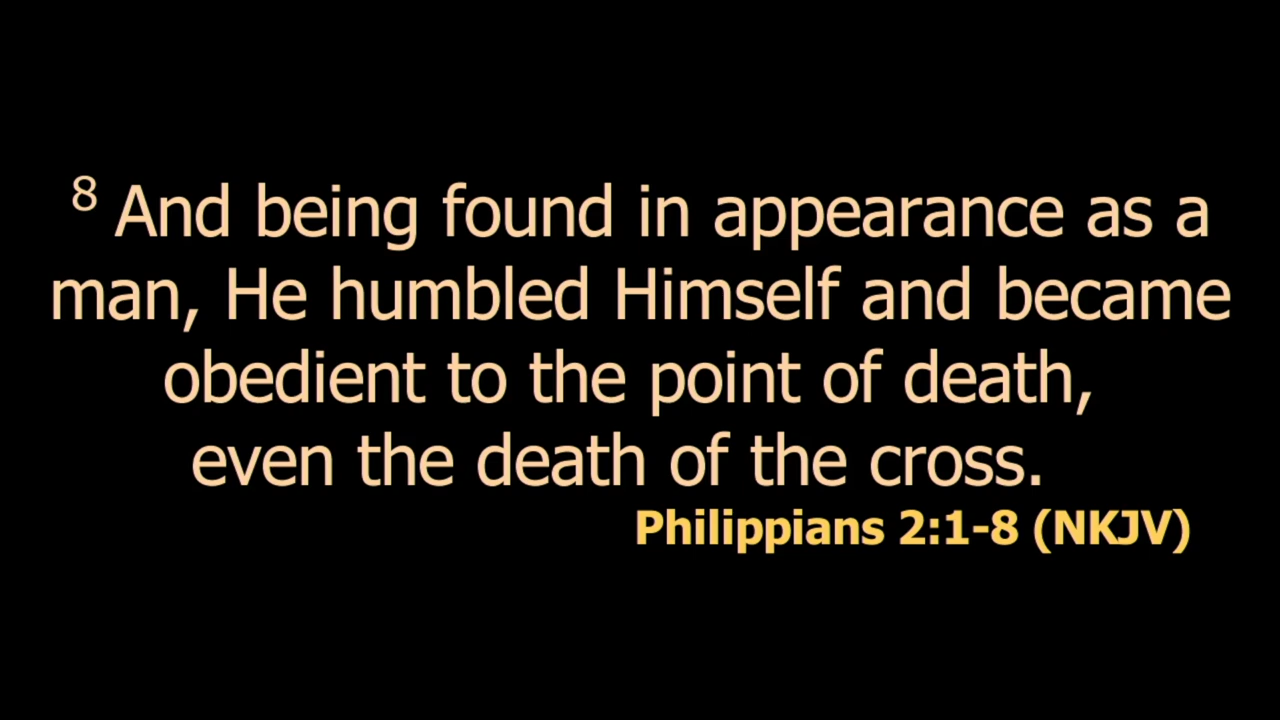 8 And being found in appearance as a
man, He humbled Himself and became
obedient to the point of death,
even the death of the cross.
Philippians 2:1-8 (NKJV)